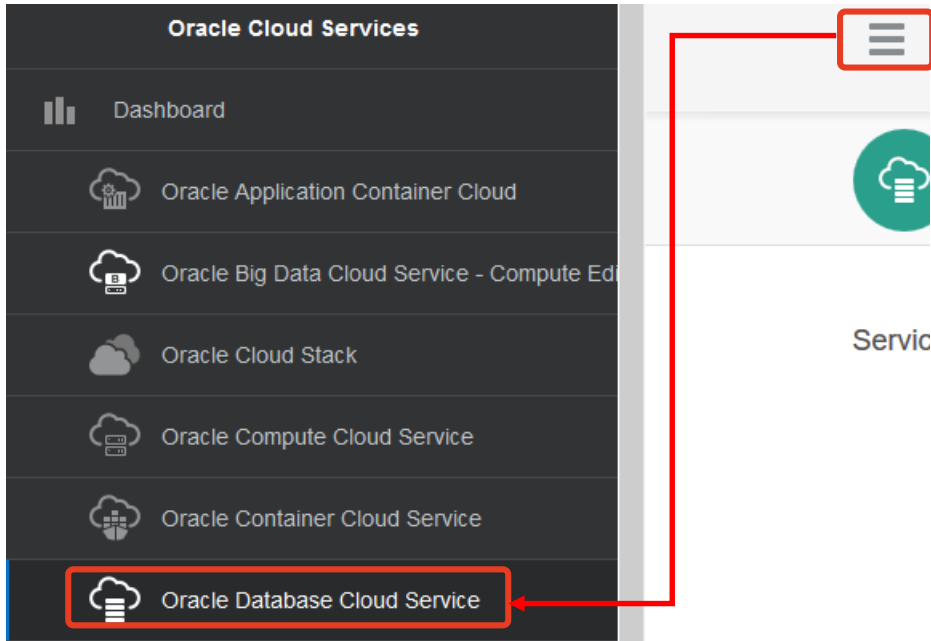 Oracle Cloud Services
Dashboard
Oracle Application Container Cloud
Oracle Big Data Cloud Service - Compute Edi
Oracle Cloud Stack
Oracle Compute Cloud Service
Oracle Container Cloud Service
Oracle Database Cloud Service
Servic